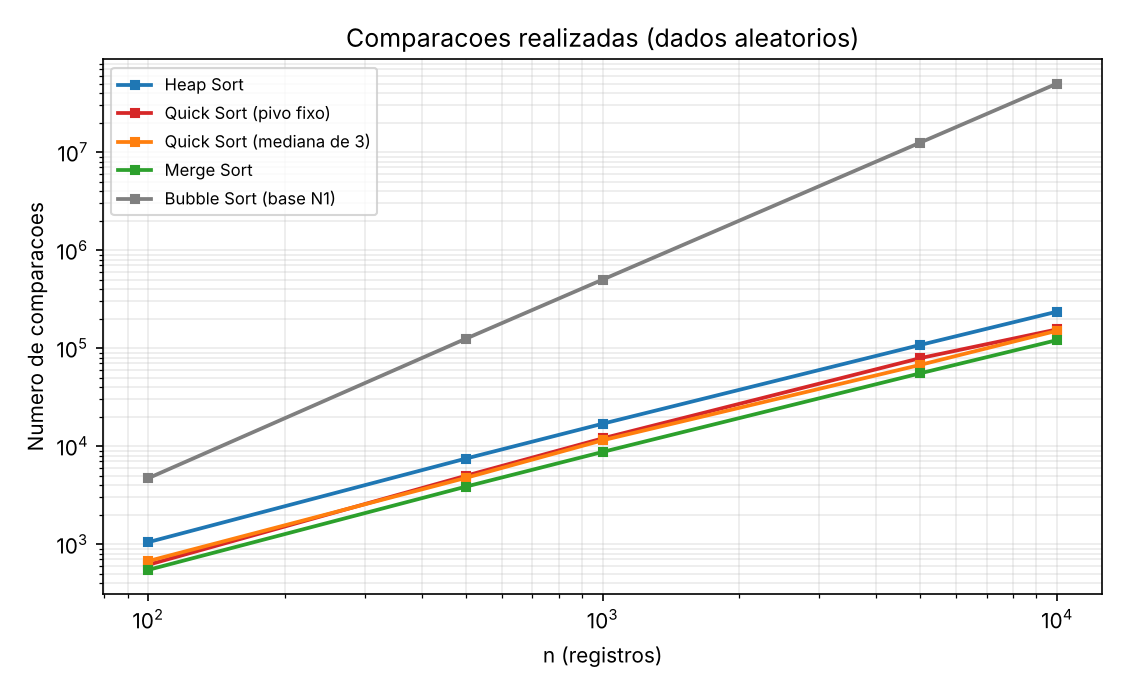 Comparacoes realizadas (dados aleatorios)
Heap Sort
Quick Sort (pivo fixo)
Quick Sort (mediana de 3)
Merge Sort
Bubble Sort (base N1)
Numero de comparacoes
10⁷
10⁶
10⁵
10⁴
10³
10² 10³ 10⁴
n (registros)